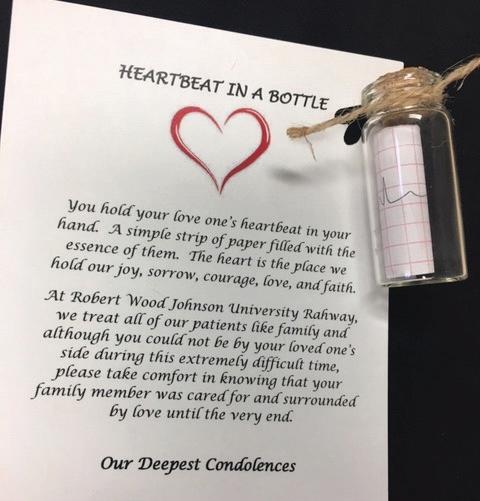 HEARTBEAT IN A BOTTLE
You hold your love one's heartbeat in your
hand. A simple strip of paper filled with the
essence of them. The heart is the place we
hold our joy, sorrow, courage, love, and faith.
At Robert Wood Johnson University Rahway,
we treat all of our patients like family and
although you could not be by your loved one's
side during this extremely difficult time,
please take comfort in knowing that your
family member was cared for and surrounded
by love until the very end.
Our Deepest Condolences